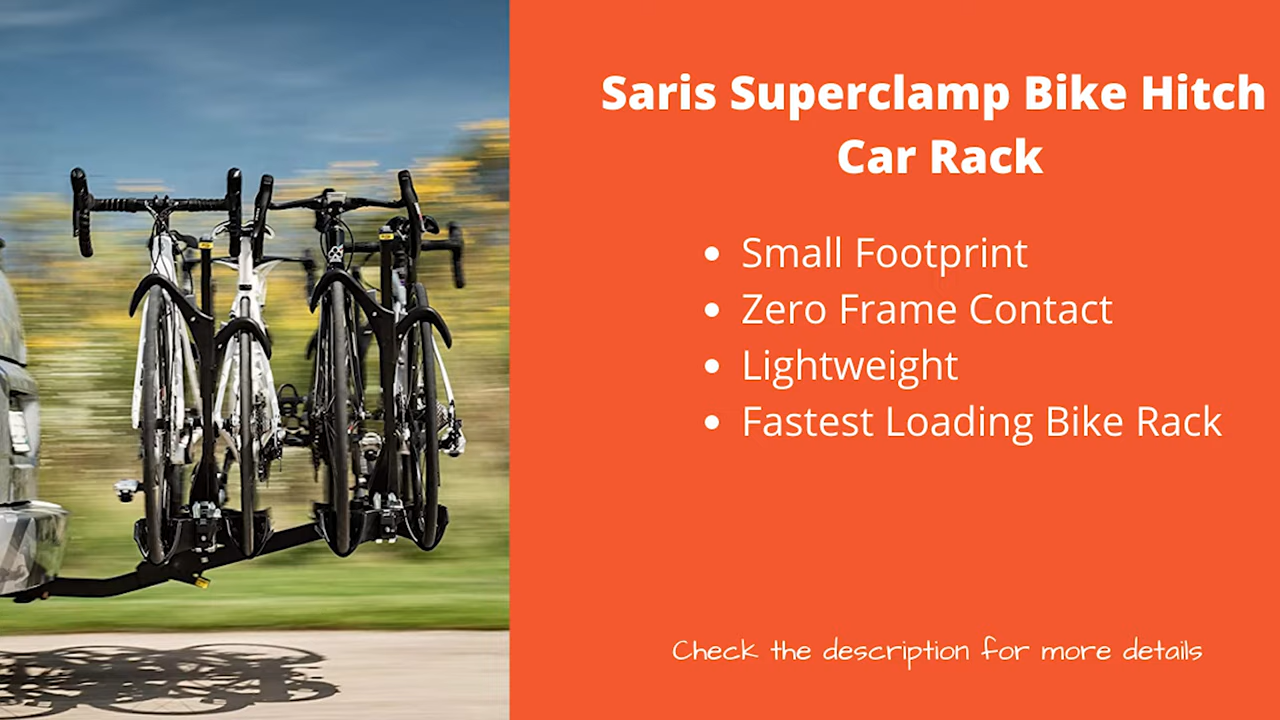 Saris Superclamp Bike Hitch
Car Rack
• Small Footprint
• Zero Frame Contact
• Lightweight
• Fastest Loading Bike Rack
Check the description for more details